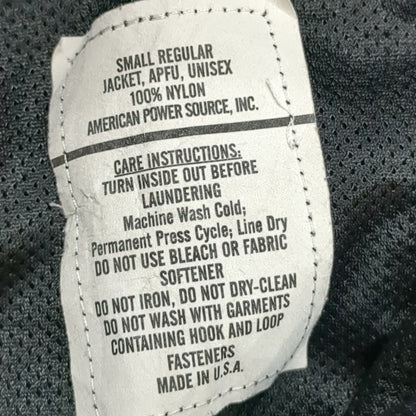 SMALL REGULAR
JACKET, APFU, UNISEX
100% NYLON
AMERICAN POWER SOURCE, INC.
CARE INSTRUCTIONS:
TURN INSIDE OUT BEFORE
LAUNDERING
Machine Wash Cold;
Permanent Press Cycle; Line Dry
DO NOT USE BLEACH OR FABRIC
SOFTENER
DO NOT IRON, DO NOT DRY-CLEAN
DO NOT WASH WITH GARMENTS
CONTAINING HOOK AND LOOP
FASTENERS
MADE IN U.S.A.